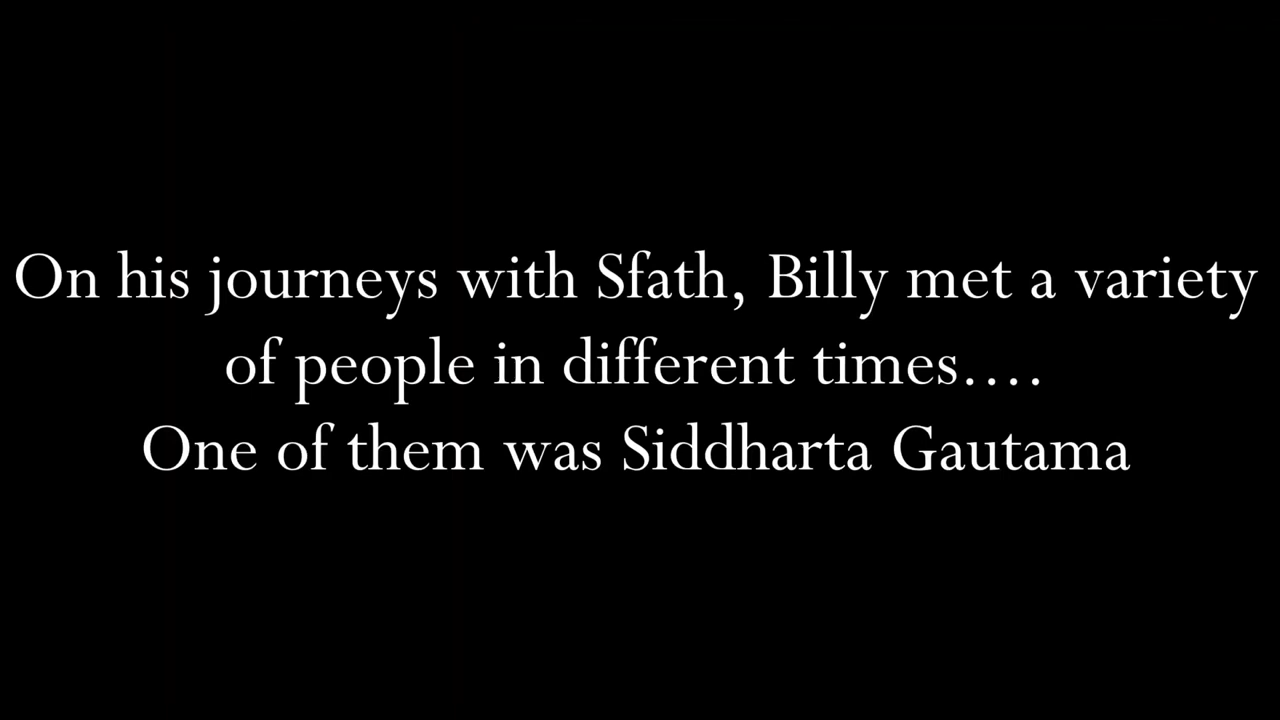 On his journeys with Sfath, Billy met a variety
of people in different times....
One of them was Siddharta Gautama